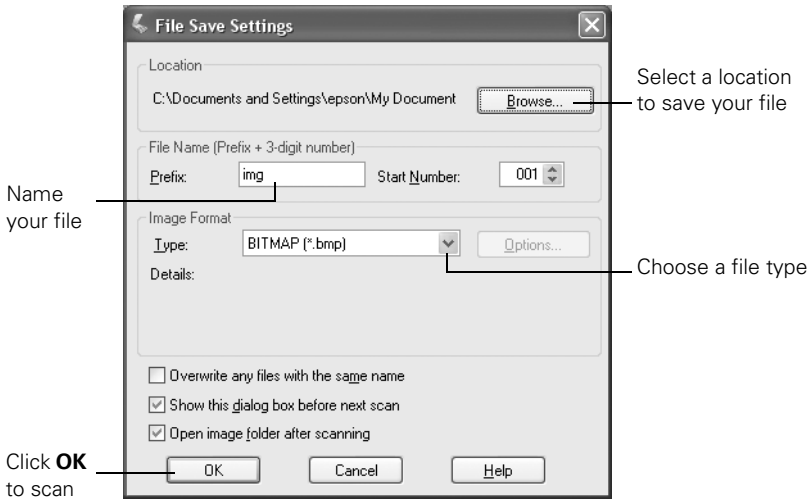 File Save Settings
Location
C:\Documents and Settings\epson\My Document
Browse...
Select a location
to save your file
File Name (Prefix + 3-digit number)
Prefix:
img
Start Number:
001
Name
your file
Image Format
Type:
BITMAP (*.bmp)
Options...
Choose a file type
Details:
Overwrite any files with the same name
Show this dialog box before next scan
Open image folder after scanning
Click OK
to scan
OK
Cancel
Help